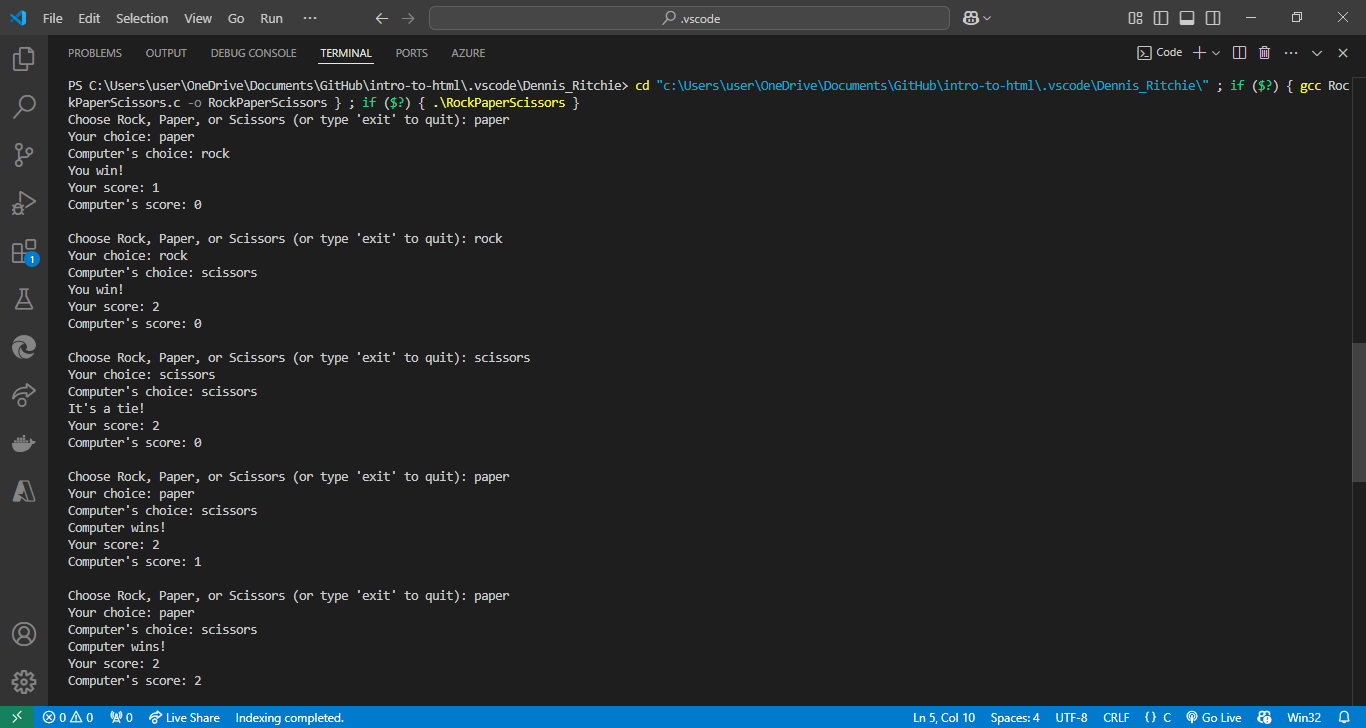 File Edit Selection View Go Run ··· .vscode
PROBLEMS OUTPUT DEBUG CONSOLE TERMINAL PORTS AZURE Code
PS C:\Users\user\OneDrive\Documents\GitHub\intro-to-html\.vscode\Dennis_Ritchie> cd "c:\Users\user\OneDrive\Documents\GitHub\intro-to-html\.vscode\Dennis_Ritchie\" ; if ($?) { gcc Roc
kPaperScissors.c -o RockPaperScissors } ; if ($?) { .\RockPaperScissors }
Choose Rock, Paper, or Scissors (or type 'exit' to quit): paper
Your choice: paper
Computer's choice: rock
You win!
Your score: 1
Computer's score: 0
Choose Rock, Paper, or Scissors (or type 'exit' to quit): rock
Your choice: rock
Computer's choice: scissors
You win!
Your score: 2
Computer's score: 0
Choose Rock, Paper, or Scissors (or type 'exit' to quit): scissors
Your choice: scissors
Computer's choice: scissors
It's a tie!
Your score: 2
Computer's score: 0
Choose Rock, Paper, or Scissors (or type 'exit' to quit): paper
Your choice: paper
Computer's choice: scissors
Computer wins!
Your score: 2
Computer's score: 1
Choose Rock, Paper, or Scissors (or type 'exit' to quit): paper
Your choice: paper
Computer's choice: scissors
Computer wins!
Your score: 2
Computer's score: 2
1
0 0 0 Live Share Indexing completed. Ln 5, Col 10 Spaces: 4 UTF-8 CRLF {} C Go Live Win32